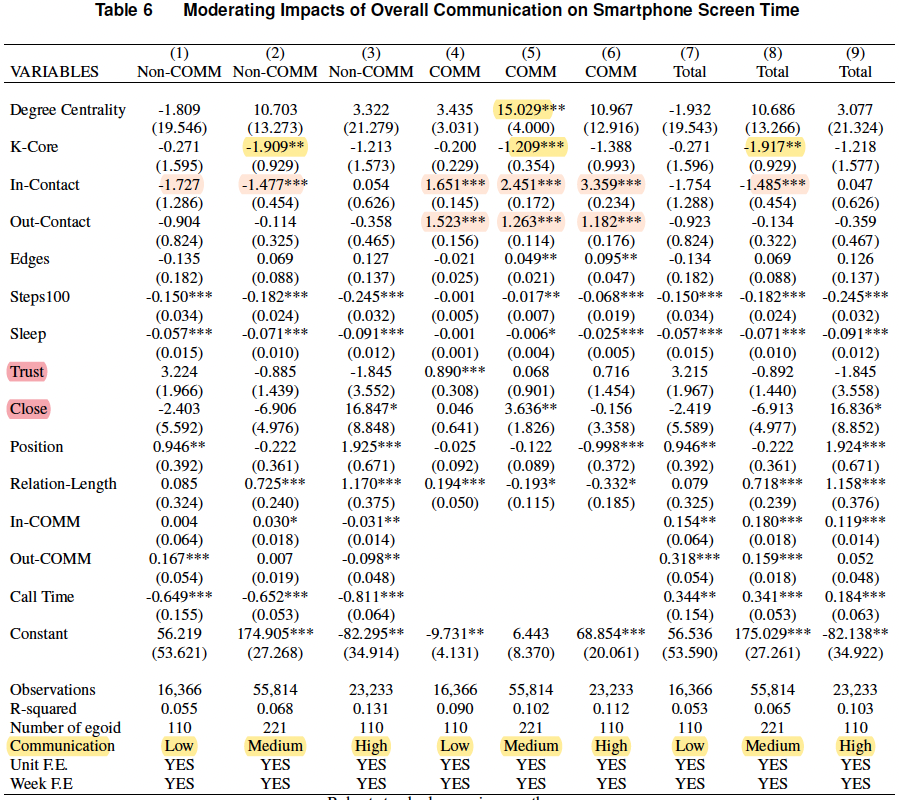 Table 6 Moderating Impacts of Overall Communication on Smartphone Screen Time
(1) (2) (3) (4) (5) (6) (7) (8) (9)
VARIABLES Non-COMM Non-COMM Non-COMM COMM COMM COMM Total Total Total
Degree Centrality -1.809 10.703 3.322 3.435 15.029*** 10.967 -1.932 10.686 3.077
(19.546) (13.273) (21.279) (3.031) (4.000) (12.916) (19.543) (13.266) (21.324)
K-Core -0.271 -1.909** -1.213 -0.200 -1.209*** -1.388 -0.271 -1.917** -1.218
(1.595) (0.929) (1.573) (0.229) (0.354) (0.993) (1.596) (0.929) (1.577)
In-Contact -1.727 -1.477*** 0.054 1.651*** 2.451*** 3.359*** -1.754 -1.485*** 0.047
(1.286) (0.454) (0.626) (0.145) (0.172) (0.234) (1.288) (0.454) (0.626)
Out-Contact -0.904 -0.114 -0.358 1.523*** 1.263*** 1.182*** -0.923 -0.134 -0.359
(0.824) (0.325) (0.465) (0.156) (0.114) (0.176) (0.824) (0.322) (0.467)
Edges -0.135 0.069 0.127 -0.021 0.049** 0.095** -0.134 0.069 0.126
(0.182) (0.088) (0.137) (0.025) (0.021) (0.047) (0.182) (0.088) (0.137)
Steps100 -0.150*** -0.182*** -0.245*** -0.001 -0.017** -0.068*** -0.150*** -0.182*** -0.245***
(0.034) (0.024) (0.032) (0.005) (0.007) (0.019) (0.034) (0.024) (0.032)
Sleep -0.057*** -0.071*** -0.091*** -0.001 -0.006* -0.025*** -0.057*** -0.071*** -0.091***
(0.015) (0.010) (0.012) (0.001) (0.004) (0.005) (0.015) (0.010) (0.012)
Trust 3.224 -0.885 -1.845 0.890*** 0.068 0.716 3.215 -0.892 -1.845
(1.966) (1.439) (3.552) (0.308) (0.901) (1.454) (1.967) (1.440) (3.558)
Close -2.403 -6.906 16.847* 0.046 3.636** -0.156 -2.419 -6.913 16.836*
(5.592) (4.976) (8.848) (0.641) (1.826) (3.358) (5.589) (4.977) (8.852)
Position 0.946** -0.222 1.925*** -0.025 -0.122 -0.998*** 0.946** -0.222 1.924***
(0.392) (0.361) (0.671) (0.092) (0.089) (0.372) (0.392) (0.361) (0.671)
Relation-Length 0.085 0.725*** 1.170*** 0.194*** -0.193* -0.332* 0.079 0.718*** 1.158***
(0.324) (0.240) (0.375) (0.050) (0.115) (0.185) (0.325) (0.239) (0.376)
In-COMM 0.004 0.030* -0.031** 0.154** 0.180*** 0.119***
(0.064) (0.018) (0.014) (0.064) (0.018) (0.014)
Out-COMM 0.167*** 0.007 -0.098** 0.318*** 0.159*** 0.052
(0.054) (0.019) (0.048) (0.054) (0.018) (0.048)
Call Time -0.649*** -0.652*** -0.811*** 0.344** 0.341*** 0.184***
(0.155) (0.053) (0.064) (0.154) (0.053) (0.063)
Constant 56.219 174.905*** -82.295** -9.731** 6.443 68.854*** 56.536 175.029*** -82.138**
(53.621) (27.268) (34.914) (4.131) (8.370) (20.061) (53.590) (27.261) (34.922)
Observations 16,366 55,814 23,233 16,366 55,814 23,233 16,366 55,814 23,233
R-squared 0.055 0.068 0.131 0.090 0.102 0.112 0.053 0.065 0.103
Number of egoid 110 221 110 110 221 110 110 221 110
Communication Low Medium High Low Medium High Low Medium High
Unit F.E. YES YES YES YES YES YES YES YES YES
Week F.E YES YES YES YES YES YES YES YES YES